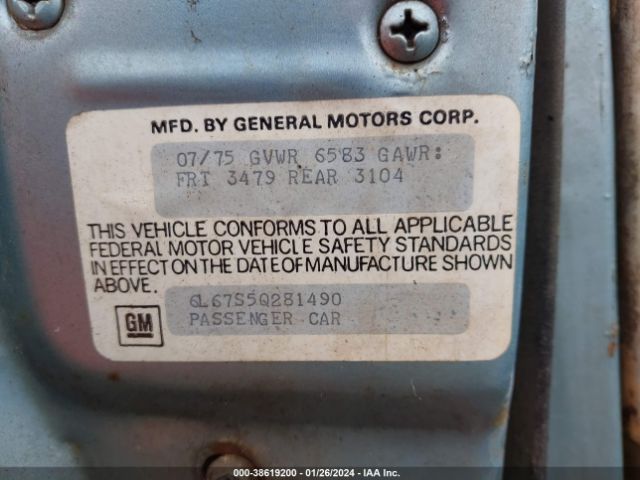 MFD. BY GENERAL MOTORS CORP.
07/75 GVWR 6583 GAWR:
FRT 3479 REAR 3104
THIS VEHICLE CONFORMS TO ALL APPLICABLE
FEDERAL MOTOR VEHICLE SAFETY STANDARDS
IN EFFECT ON THE DATE OF MANUFACTURE SHOWN
ABOVE.
6L67S5Q281490
PASSENGER CAR
GM
000-38619200 - 01/26/2024 - IAA Inc.